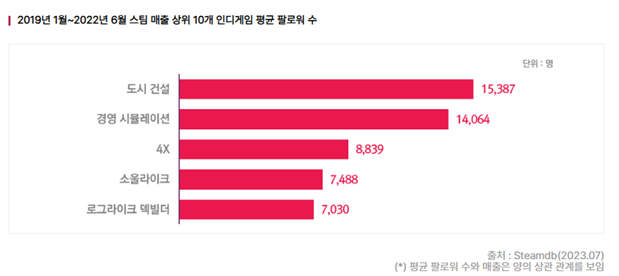 2019년 1월~2022년 6월 스팀 매출 상위 10개 인디게임 평균 팔로워 수
단위 : 명
도시 건설 15,387
경영 시뮬레이션 14,064
4X 8,839
소울라이크 7,488
로그라이크 덱빌더 7,030
출처 : Steamdb(2023.07)
(*) 평균 팔로워 수와 매출은 양의 상관 관계를 보임